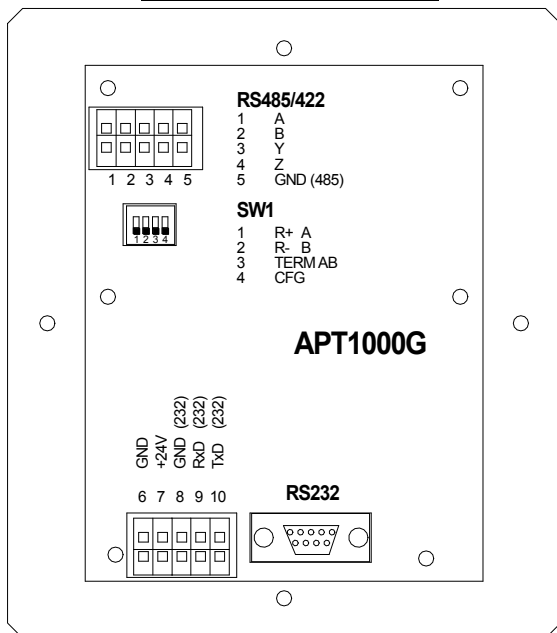 RS485/422
1 A
2 B
3 Y
4 Z
5 GND (485)
1 2 3 4 5
SW1
1 R+ A
2 R- B
3 TERM AB
4 CFG
1 2 3 4
APT1000G
GND
+24V
GND (232)
RxD (232)
TxD (232)
6 7 8 9 10
RS232